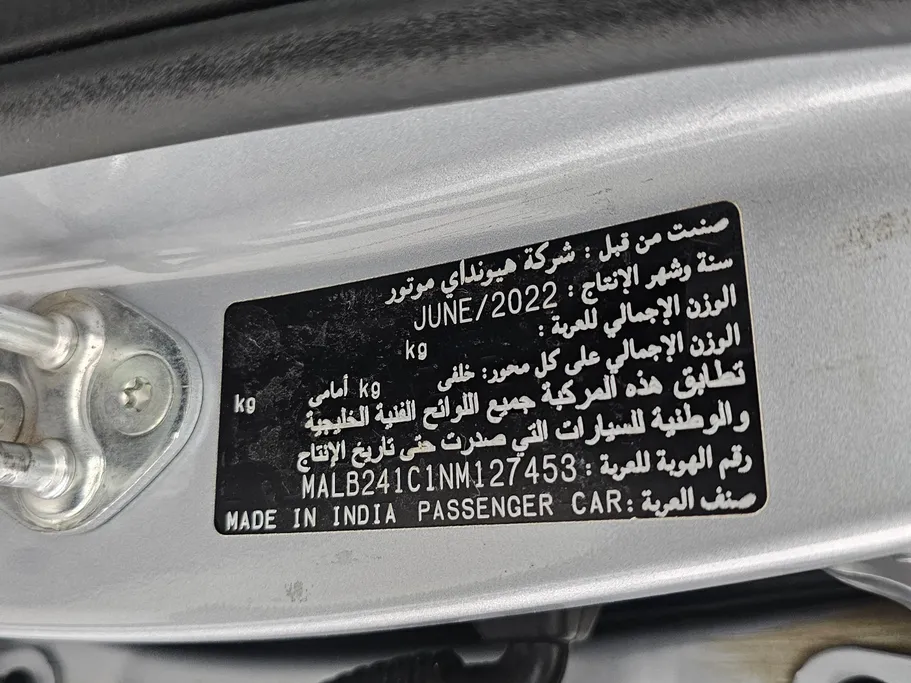 صنعت من قبل : شركة هيونداي موتور
سنة وشهر الإنتاج : JUNE/2022
الوزن الإجمالي للعربة : kg
الوزن الإجمالي على كل محور: خلفى kg أمامى kg
تطابق هذه المركبة جميع اللوائح الفنية الخليجية
والوطنية للسيارات التي صدرت حتى تاريخ الإنتاج
رقم الهوية للعربة : MALB241C1NM127453
صنف العربة : MADE IN INDIA PASSENGER CAR